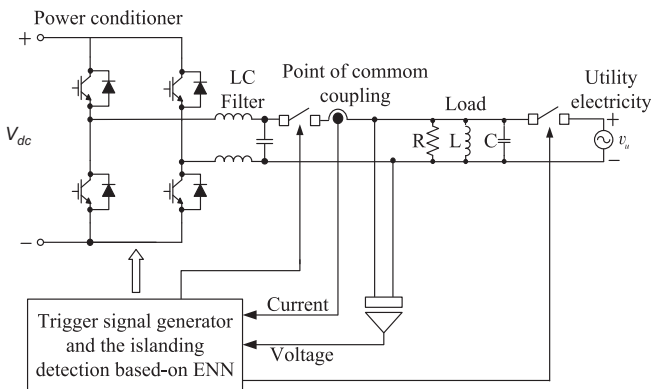 Power conditioner
+
LC
Filter
Point of commom
coupling
Load
Utility
electricity
V_dc
R
L
C
+
v_u
−
−
Current
Voltage
Trigger signal generator
and the islanding
detection based-on ENN